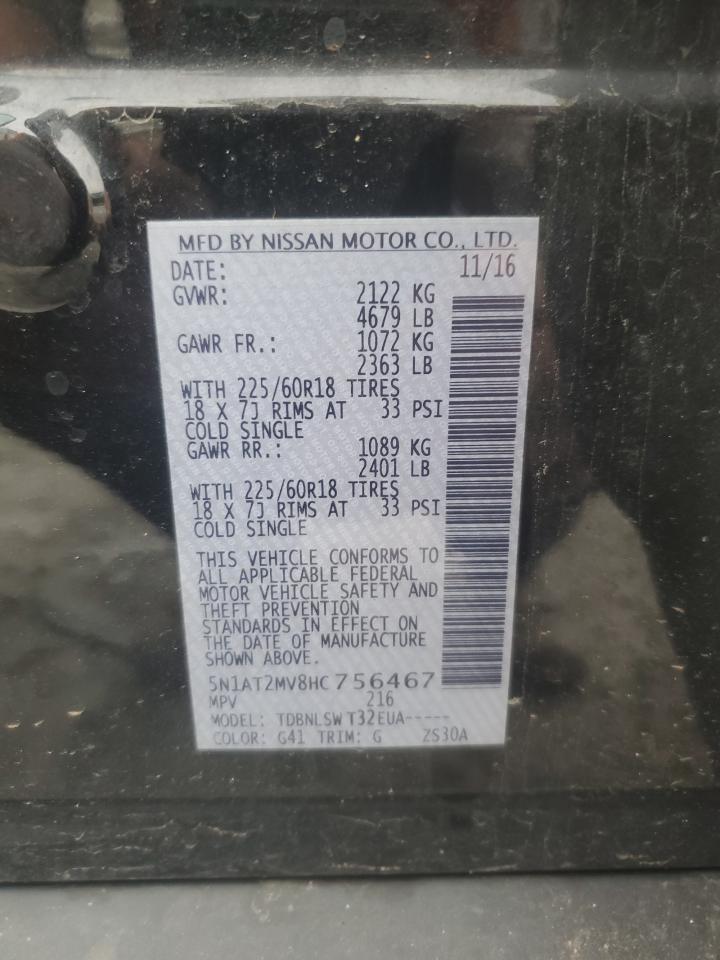 MFD BY NISSAN MOTOR CO., LTD.
DATE: 11/16
GVWR: 2122 KG
4679 LB
GAWR FR.: 1072 KG
2363 LB
WITH 225/60R18 TIRES
18 X 7J RIMS AT 33 PSI
COLD SINGLE
GAWR RR.: 1089 KG
2401 LB
WITH 225/60R18 TIRES
18 X 7J RIMS AT 33 PSI
COLD SINGLE
THIS VEHICLE CONFORMS TO
ALL APPLICABLE FEDERAL
MOTOR VEHICLE SAFETY AND
THEFT PREVENTION
STANDARDS IN EFFECT ON
THE DATE OF MANUFACTURE
SHOWN ABOVE.
5N1AT2MV8HC756467
MPV 216
MODEL: TDBNLSW T32EUA-----
COLOR: G41 TRIM: G ZS30A